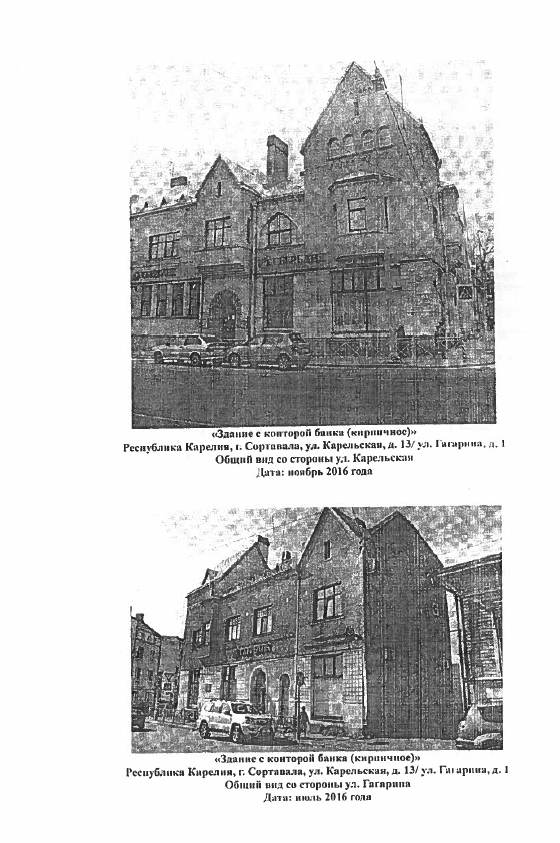 «Здание с конторой банка (кирпичное)»
Республика Карелия, г. Сортавала, ул. Карельская, д. 13/ ул. Гагарина, д. 1
Общий вид со стороны ул. Карельская
Дата: ноябрь 2016 года
«Здание с конторой банка (кирпичное)»
Республика Карелия, г. Сортавала, ул. Карельская, д. 13/ ул. Гагарина, д. 1
Общий вид со стороны ул. Гагарина
Дата: июль 2016 года